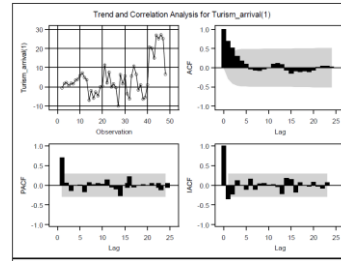 Trend and Correlation Analysis for Turism_arrival(1)
Turism_arrival(1)
30
20
10
0
-10
0 10 20 30 40 50
Observation
ACF
1.0
0.5
0.0
-0.5
-1.0
0 5 10 15 20 25
Lag
PACF
1.0
0.5
0.0
-0.5
-1.0
0 5 10 15 20 25
Lag
IACF
1.0
0.5
0.0
-0.5
-1.0
0 5 10 15 20 25
Lag